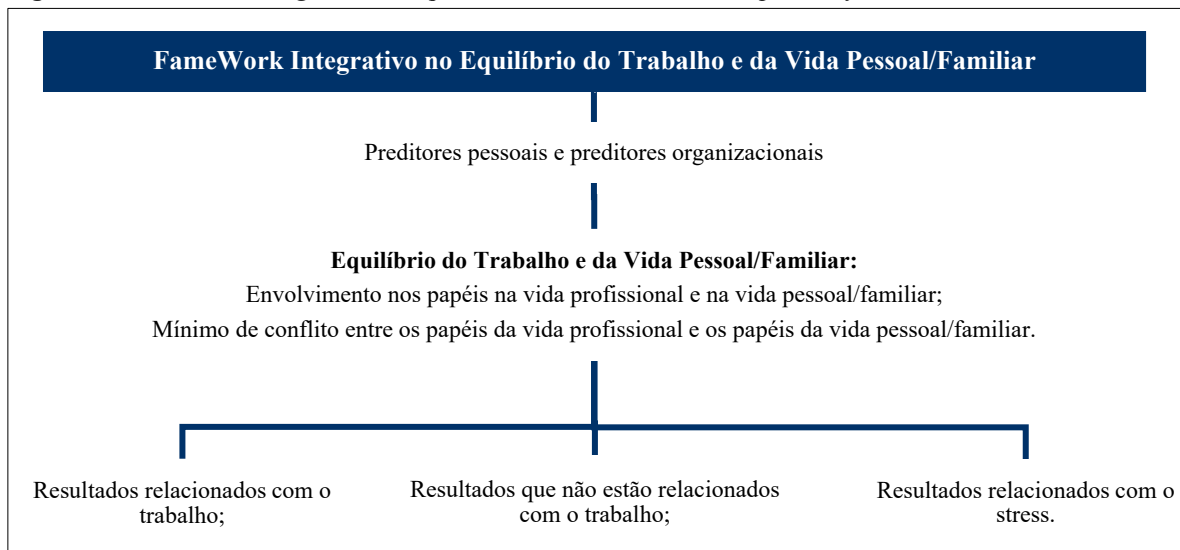 FameWork Integrativo no Equilíbrio do Trabalho e da Vida Pessoal/Familiar
Preditores pessoais e preditores organizacionais
Equilíbrio do Trabalho e da Vida Pessoal/Familiar:
Envolvimento nos papéis na vida profissional e na vida pessoal/familiar;
Mínimo de conflito entre os papéis da vida profissional e os papéis da vida pessoal/familiar.
Resultados relacionados com o
trabalho;
Resultados que não estão relacionados
com o trabalho;
Resultados relacionados com o
stress.